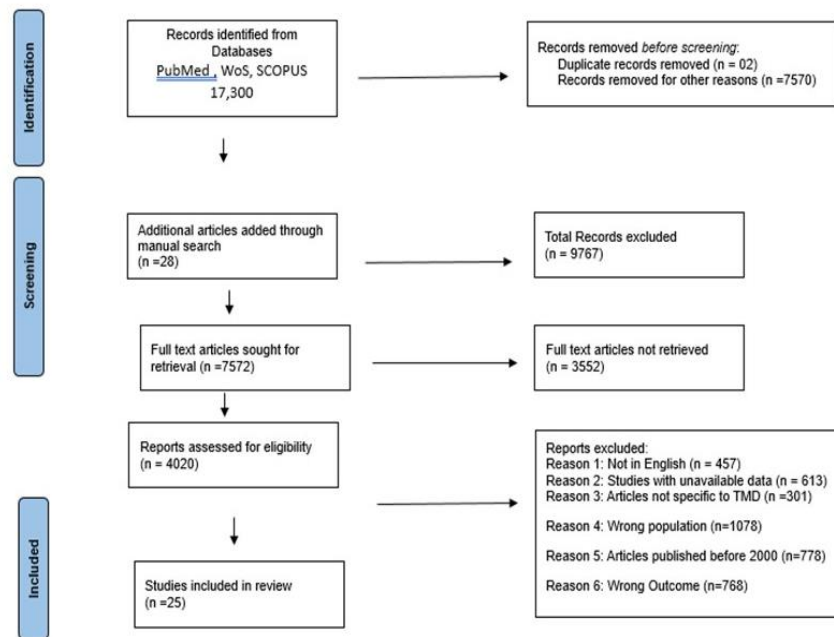 Identification
Records identified from
Databases
PubMed , WoS, SCOPUS
17,300
Records removed before screening:
Duplicate records removed (n = 02)
Records removed for other reasons (n =7570)
Screening
Additional articles added through
manual search
(n =28)
Total Records excluded
(n = 9767)
Full text articles sought for
retrieval (n =7572)
Full text articles not retrieved
(n = 3552)
Reports assessed for eligibility
(n = 4020)
Reports excluded:
Reason 1: Not in English (n = 457)
Reason 2: Studies with unavailable data (n = 613)
Reason 3: Articles not specific to TMD (n =301)
Reason 4: Wrong population (n=1078)
Reason 5: Articles published before 2000 (n=778)
Reason 6: Wrong Outcome (n=768)
Included
Studies included in review
(n =25)